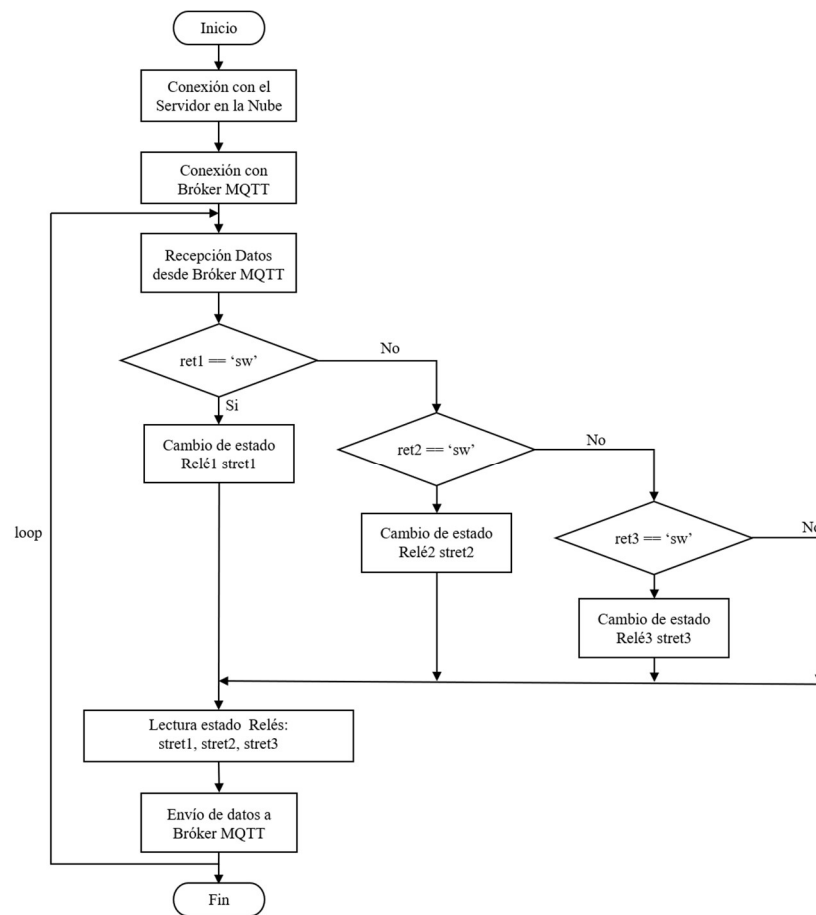 Inicio
Conexión con el
Servidor en la Nube
Conexión con
Bróker MQTT
Recepción Datos
desde Bróker MQTT
ret1 == ‘sw’
No
Si
Cambio de estado
Relé1 stret1
ret2 == ‘sw’
No
Cambio de estado
Relé2 stret2
ret3 == ‘sw’
No
Cambio de estado
Relé3 stret3
loop
Lectura estado Relés:
stret1, stret2, stret3
Envío de datos a
Bróker MQTT
Fin